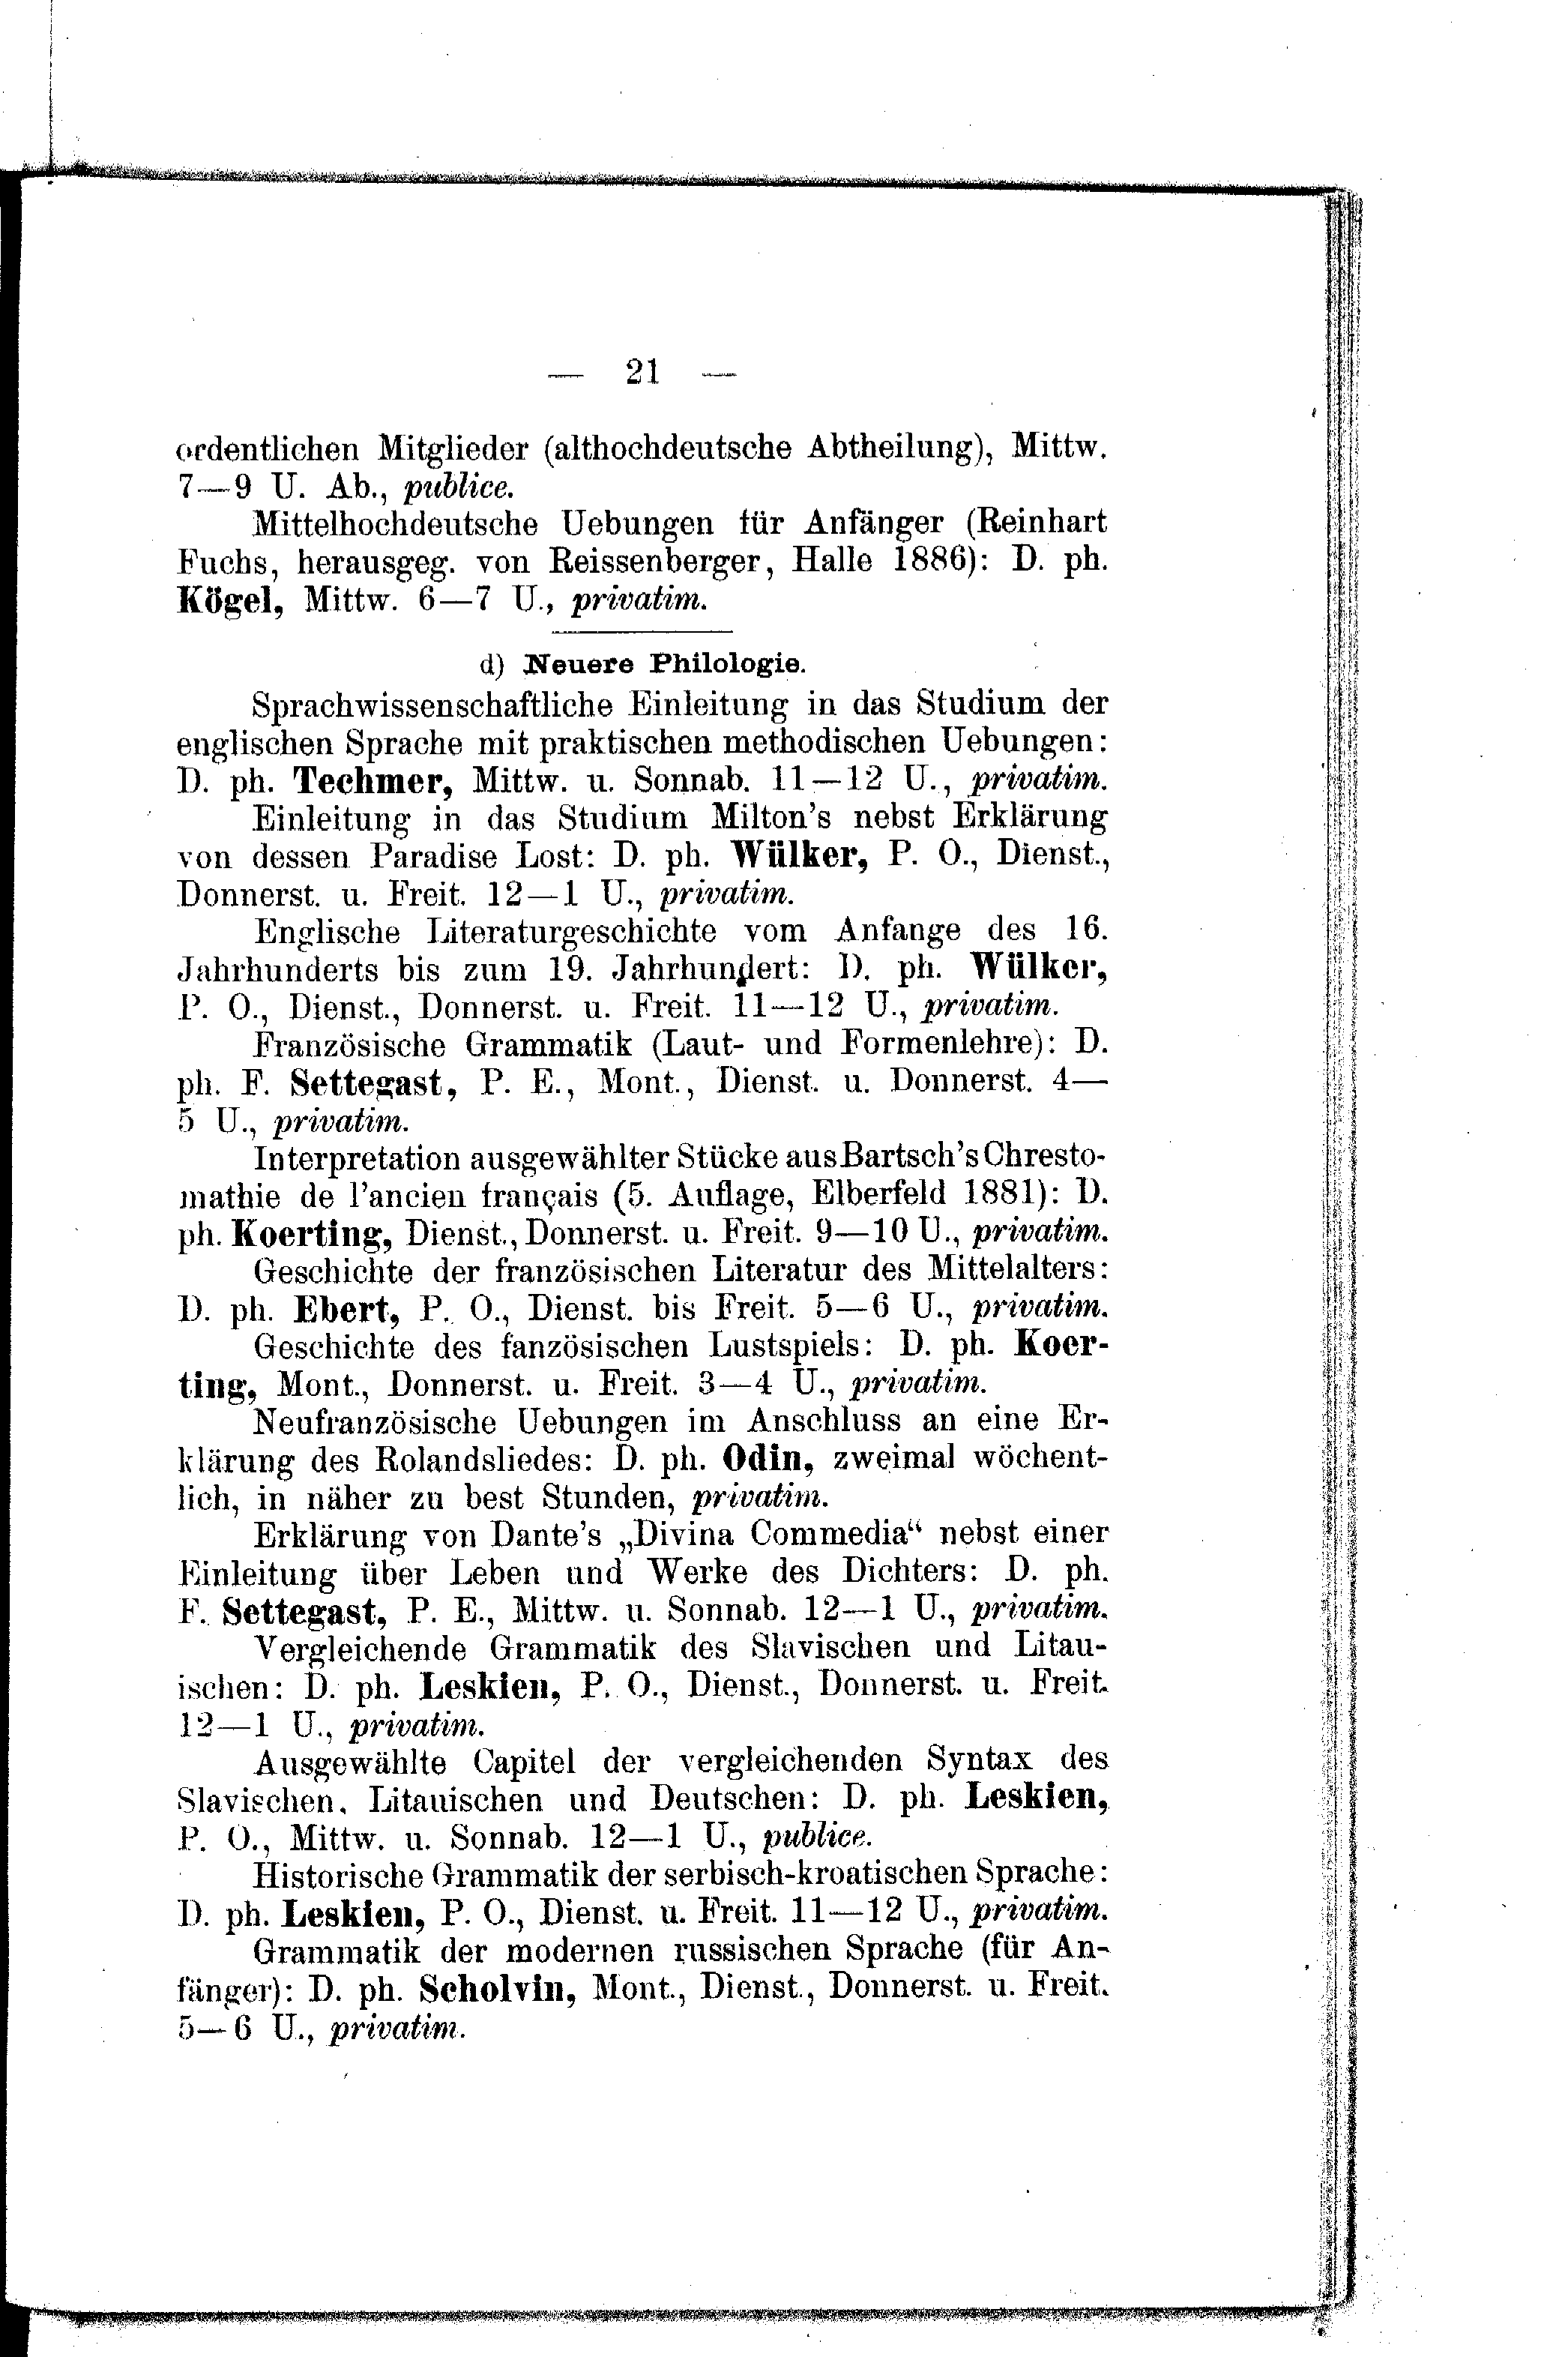 — 21 —
ordentlichen Mitglieder (althochdeutsche Abtheilung), Mittw.
7—9 U. Ab., publice.
Mittelhochdeutsche Uebungen für Anfänger (Reinhart
Fuchs, herausgeg. von Reissenberger, Halle 1886): D. ph.
Kögel, Mittw. 6—7 U., privatim.
d) Neuere Philologie.
Sprachwissenschaftliche Einleitung in das Studium der
englischen Sprache mit praktischen methodischen Uebungen:
D. ph. Techmer, Mittw. u. Sonnab. 11—12 U., privatim.
Einleitung in das Studium Milton's nebst Erklärung
von dessen Paradise Lost: D. ph. Wülker, P. O., Dienst.,
Donnerst. u. Freit. 12—1 U., privatim.
Englische Literaturgeschichte vom Anfange des 16.
Jahrhunderts bis zum 19. Jahrhundert: D. ph. Wülker,
P. O., Dienst., Donnerst. u. Freit. 11—12 U., privatim.
Französische Grammatik (Laut- und Formenlehre): D.
ph. F. Settegast, P. E., Mont., Dienst. u. Donnerst. 4—
5 U., privatim.
Interpretation ausgewählter Stücke aus Bartsch's Chresto-
mathie de l'ancien français (5. Auflage, Elberfeld 1881): D.
ph. Koerting, Dienst., Donnerst. u. Freit. 9—10 U., privatim.
Geschichte der französischen Literatur des Mittelalters:
D. ph. Ebert, P. O., Dienst. bis Freit. 5—6 U., privatim.
Geschichte des fanzösischen Lustspiels: D. ph. Koer-
ting, Mont., Donnerst. u. Freit. 3—4 U., privatim.
Neufranzösische Uebungen im Anschluss an eine Er-
klärung des Rolandsliedes: D. ph. Odin, zweimal wöchent-
lich, in näher zu best Stunden, privatim.
Erklärung von Dante's „Divina Commedia“ nebst einer
Einleitung über Leben und Werke des Dichters: D. ph.
F. Settegast, P. E., Mittw. u. Sonnab. 12—1 U., privatim.
Vergleichende Grammatik des Slavischen und Litau-
ischen: D. ph. Leskien, P. O., Dienst., Donnerst. u. Freit.
12—1 U., privatim.
Ausgewählte Capitel der vergleichenden Syntax des
Slavischen, Litauischen und Deutschen: D. ph. Leskien,
P. O., Mittw. u. Sonnab. 12—1 U., publice.
Historische Grammatik der serbisch-kroatischen Sprache:
D. ph. Leskien, P. O., Dienst. u. Freit. 11—12 U., privatim.
Grammatik der modernen russischen Sprache (für An-
fänger): D. ph. Scholvin, Mont., Dienst., Donnerst. u. Freit.
5—6 U., privatim.